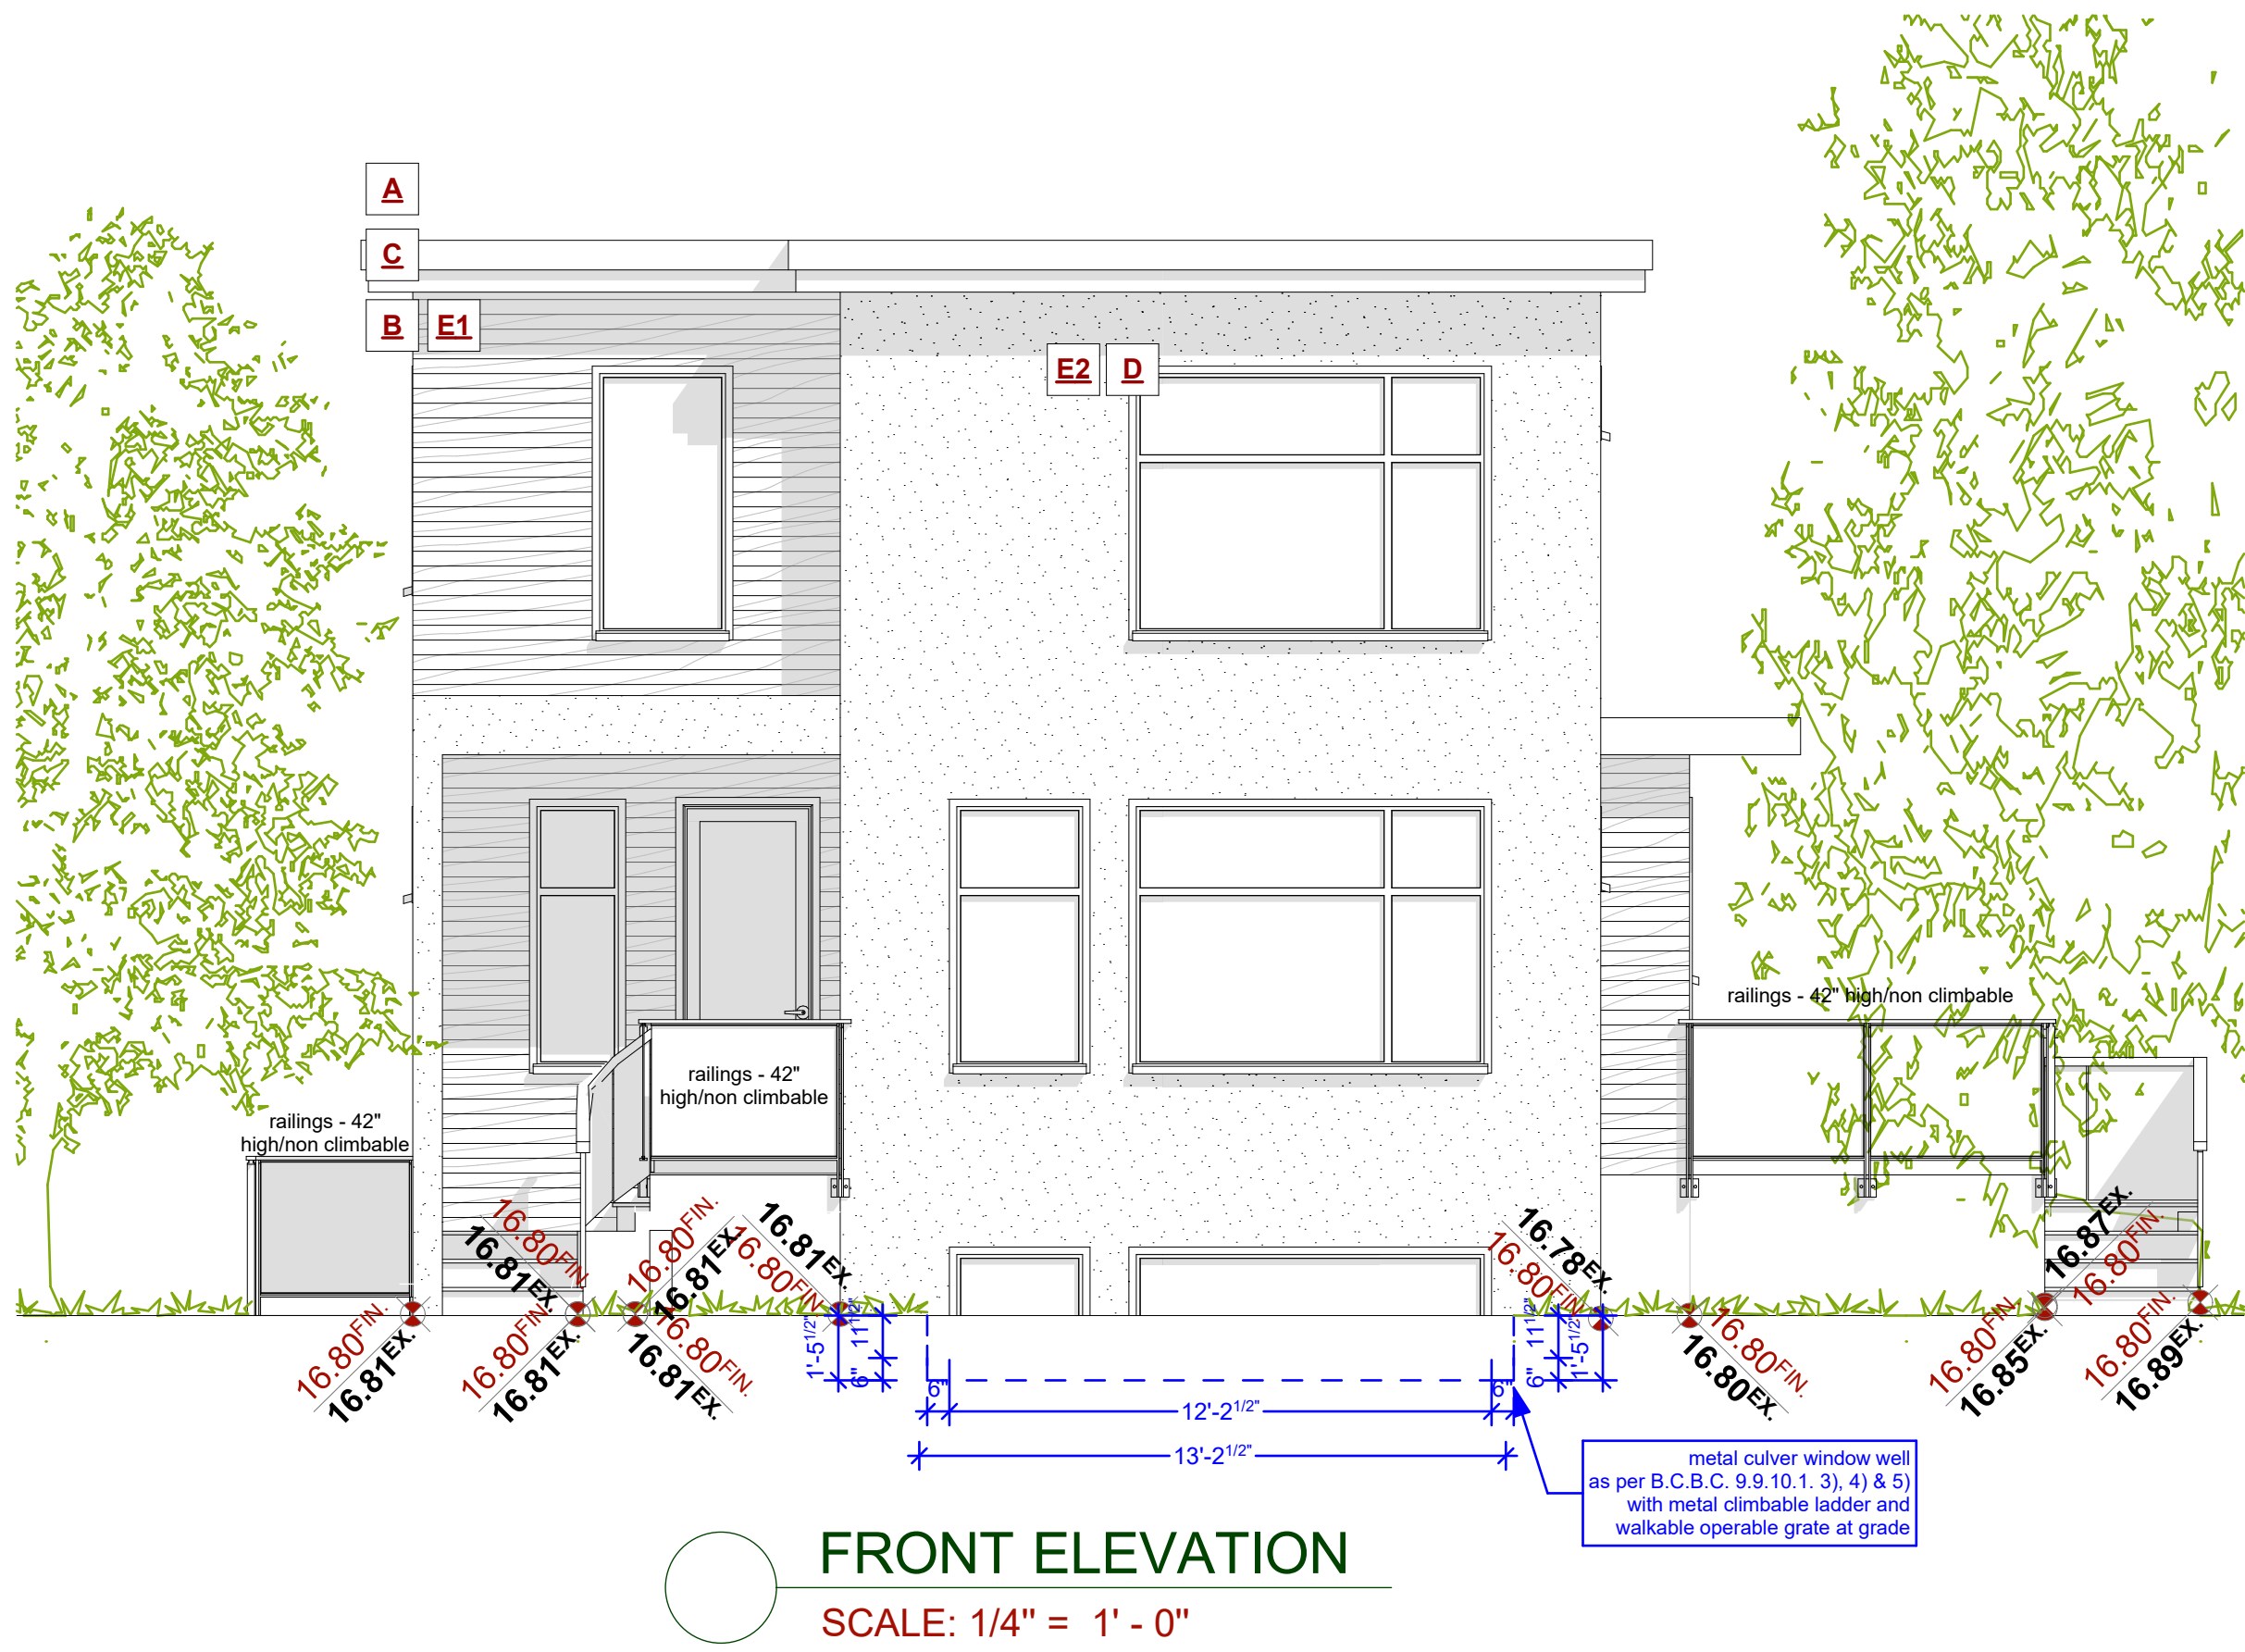 A
C
B E1
E2 D
railings - 42" high/non climbable
railings - 42"
high/non climbable
railings - 42"
high/non climbable
16.80FIN.
16.81EX.
16.80FIN.
16.81EX.
16.81EX.
16.80FIN.
16.78EX.
16.80FIN.
16.87EX.
16.80FIN.
16.80FIN.
16.81EX.
16.80FIN.
16.81EX.
16.80FIN.
16.81EX.
16.80FIN.
16.80EX.
16.80FIN.
16.85EX.
16.80FIN.
16.89EX.
1'-5 1/2"
11 1/2"
6"
11 1/2"
6"
1'-5 1/2"
6"
12'-2 1/2"
6"
13'-2 1/2"
metal culver window well
as per B.C.B.C. 9.9.10.1. 3), 4) & 5)
with metal climbable ladder and
walkable operable grate at grade
FRONT ELEVATION
SCALE: 1/4" = 1' - 0"